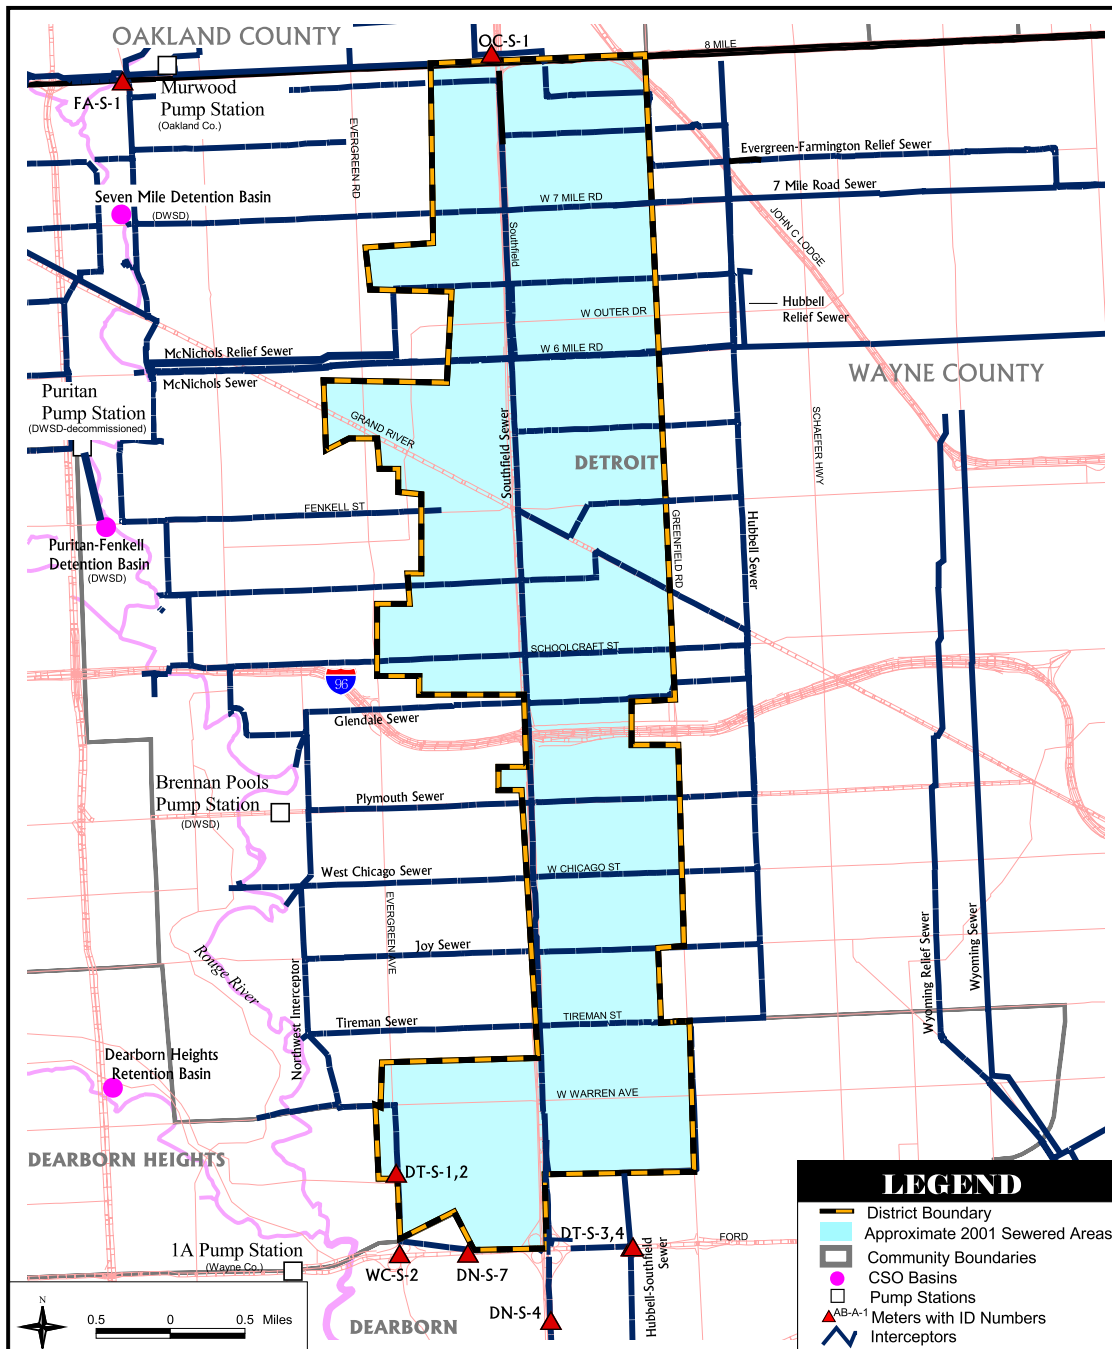 OAKLAND COUNTY
OC-S-1
8 MILE
FA-S-1
Murwood
Pump Station
(Oakland Co.)
EVERGREEN RD
Evergreen-Farmington Relief Sewer
7 Mile Road Sewer
Seven Mile Detention Basin
(DWSD)
W 7 MILE RD
Southfield
JOHN C LODGE
Hubbell
Relief Sewer
W OUTER DR
W 6 MILE RD
McNichols Relief Sewer
McNichols Sewer
WAYNE COUNTY
Puritan
Pump Station
(DWSD-decommissioned)
GRAND RIVER
Southfield Sewer
SCHAEFER HWY
DETROIT
FENKELL ST
GREENFIELD RD
Hubbell Sewer
Puritan-Fenkell
Detention Basin
(DWSD)
SCHOOLCRAFT ST
96
Glendale Sewer
Brennan Pools
Pump Station
(DWSD)
Plymouth Sewer
West Chicago Sewer
W CHICAGO ST
EVERGREEN AVE
Joy Sewer
Rouge River
Northwest Interceptor
Wyoming Relief Sewer
Wyoming Sewer
Tireman Sewer
TIREMAN ST
Dearborn Heights
Retention Basin
W WARREN AVE
DEARBORN HEIGHTS
DT-S-1,2
1A Pump Station
(Wayne Co.)
WC-S-2
DN-S-7
DT-S-3,4
FORD
Hubbell-Southfield
Sewer
DN-S-4
DEARBORN
N
0.5
0
0.5
Miles
LEGEND
District Boundary
Approximate 2001 Sewered Areas
Community Boundaries
CSO Basins
Pump Stations
AB-A-1
Meters with ID Numbers
Interceptors